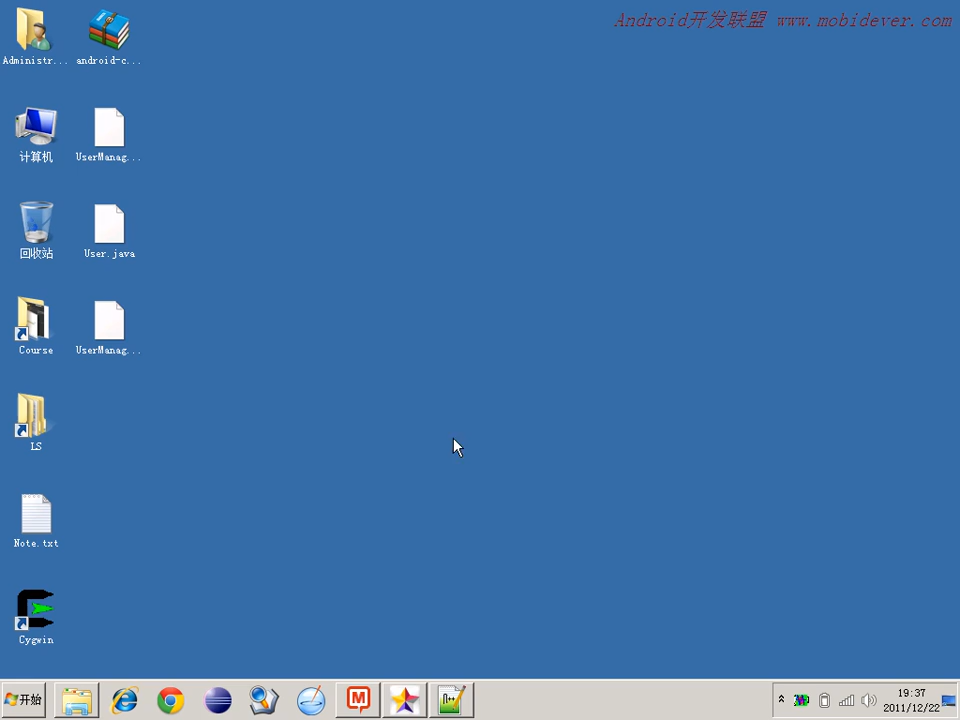 Android开发联盟 www.mobidever.com
Administr...
android-c...
计算机
UserManag...
回收站
User.java
Course
UserManag...
LS
Note.txt
Cygwin
开始
19:37
2011/12/22